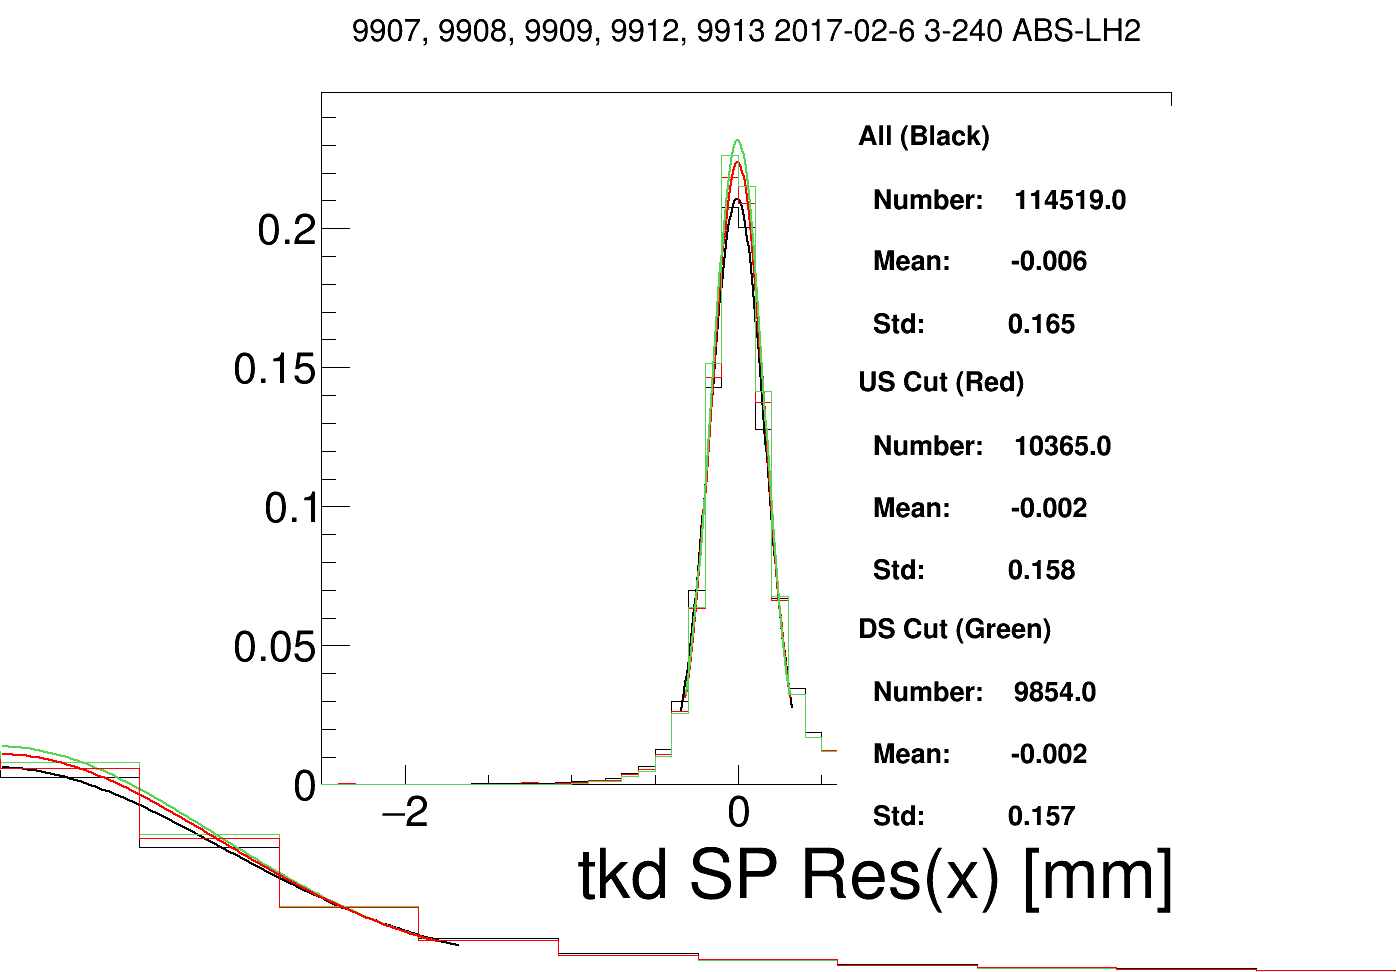 9907, 9908, 9909, 9912, 9913 2017-02-6 3-240 ABS-LH2
All (Black)
Number: 114519.0
Mean: -0.006
Std: 0.165
US Cut (Red)
Number: 10365.0
Mean: -0.002
Std: 0.158
DS Cut (Green)
Number: 9854.0
Mean: -0.002
Std: 0.157
0.2
0.15
0.1
0.05
0
−2 0
tkd SP Res(x) [mm]